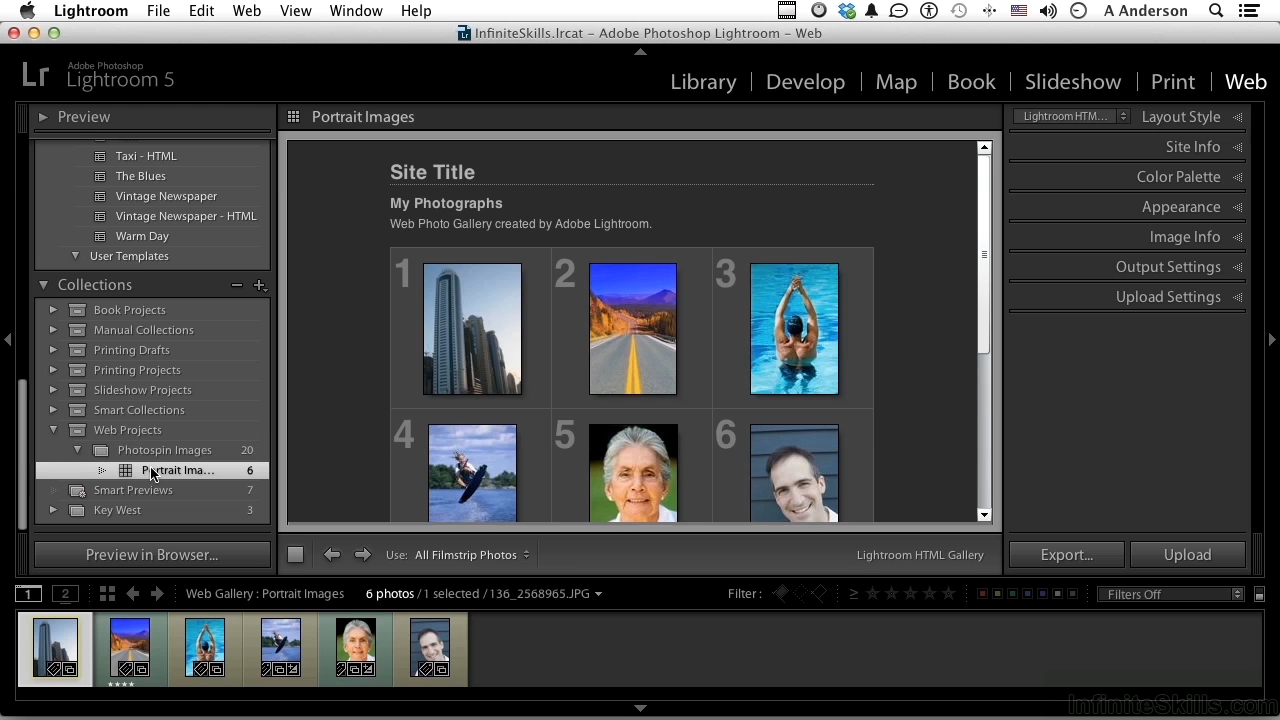 Lightroom File Edit Web View Window Help A Anderson
InfiniteSkills.lrcat – Adobe Photoshop Lightroom – Web
Lr Adobe Photoshop
Lightroom 5
Library Develop Map Book Slideshow Print Web
Preview
Taxi - HTML
The Blues
Vintage Newspaper
Vintage Newspaper - HTML
Warm Day
User Templates
Collections
Book Projects
Manual Collections
Printing Drafts
Printing Projects
Slideshow Projects
Smart Collections
Web Projects
Photospin Images 20
Portrait Ima... 6
Smart Previews 7
Key West 3
Preview in Browser...
Portrait Images
Site Title
My Photographs
Web Photo Gallery created by Adobe Lightroom.
1 2 3
4 5 6
Use: All Filmstrip Photos Lightroom HTML Gallery
Lightroom HTM... Layout Style
Site Info
Color Palette
Appearance
Image Info
Output Settings
Upload Settings
Export... Upload
1 2 Web Gallery : Portrait Images 6 photos / 1 selected / 136_2568965.JPG Filter : Filters Off
InfiniteSkills.com